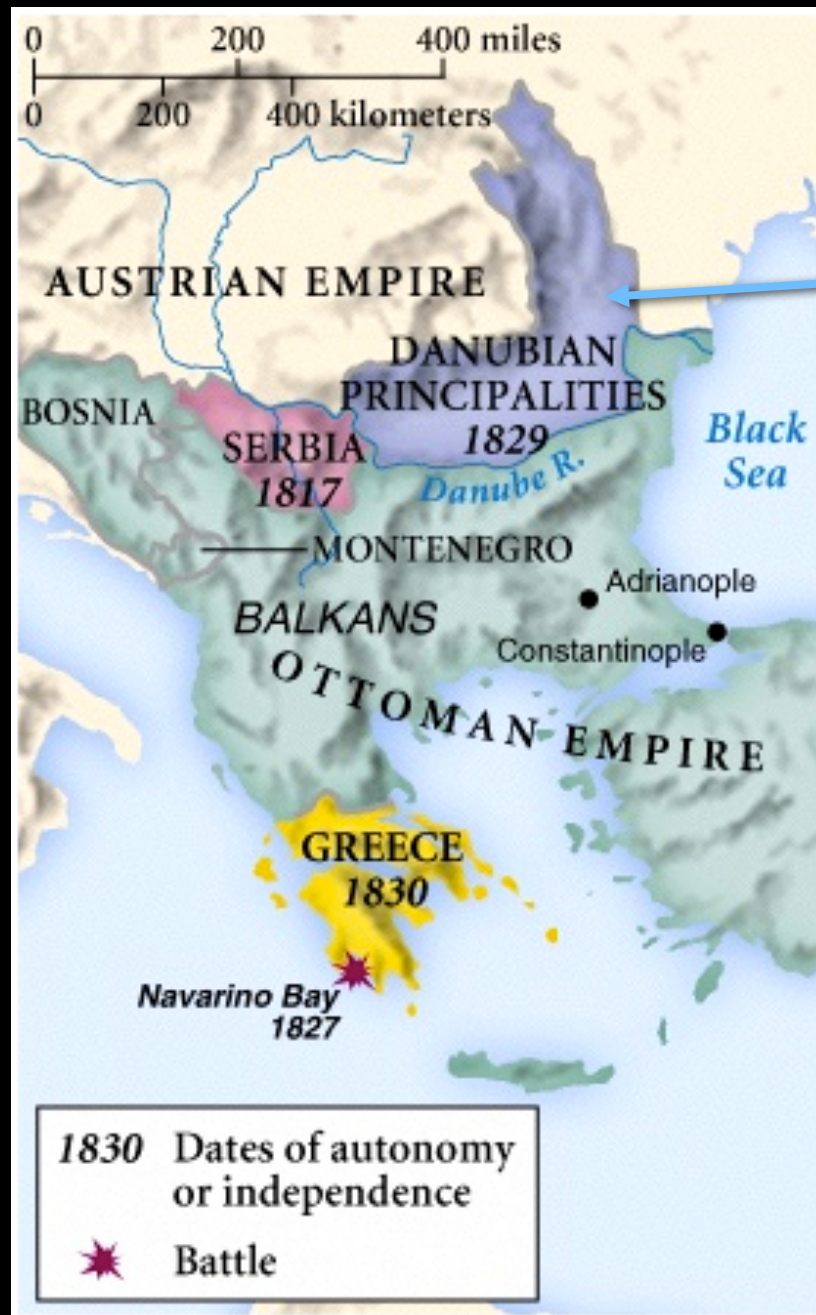 0 200 400 miles
0 200 400 kilometers
AUSTRIAN EMPIRE
DANUBIAN
PRINCIPALITIES
1829
BOSNIA
SERBIA
1817
Black
Sea
Danube R.
MONTENEGRO
Adrianople
BALKANS
Constantinople
OTTOMAN EMPIRE
GREECE
1830
Navarino Bay
1827
1830 Dates of autonomy
or independence
Battle